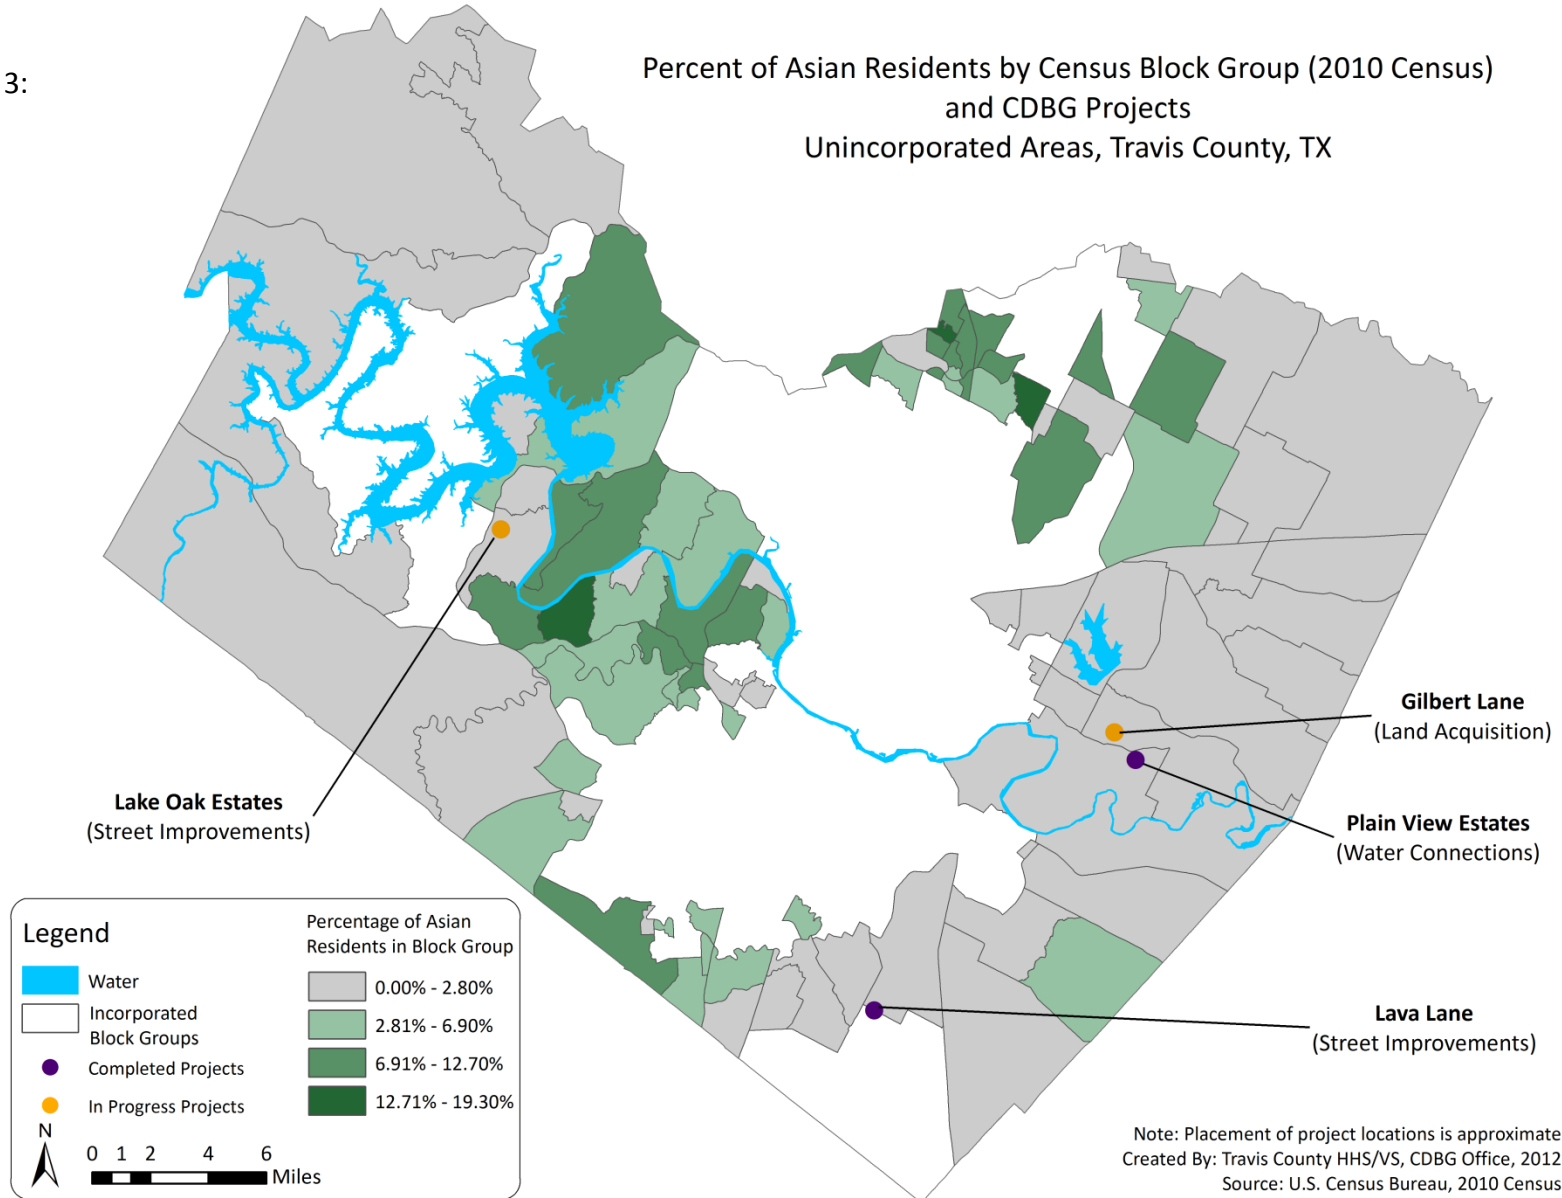 3:
Percent of Asian Residents by Census Block Group (2010 Census)
and CDBG Projects
Unincorporated Areas, Travis County, TX
Gilbert Lane
(Land Acquisition)
Lake Oak Estates
(Street Improvements)
Plain View Estates
(Water Connections)
Lava Lane
(Street Improvements)
Legend
Water
Incorporated
Block Groups
Completed Projects
In Progress Projects
N
0 1 2 4 6
Miles
Percentage of Asian
Residents in Block Group
0.00% - 2.80%
2.81% - 6.90%
6.91% - 12.70%
12.71% - 19.30%
Note: Placement of project locations is approximate
Created By: Travis County HHS/VS, CDBG Office, 2012
Source: U.S. Census Bureau, 2010 Census